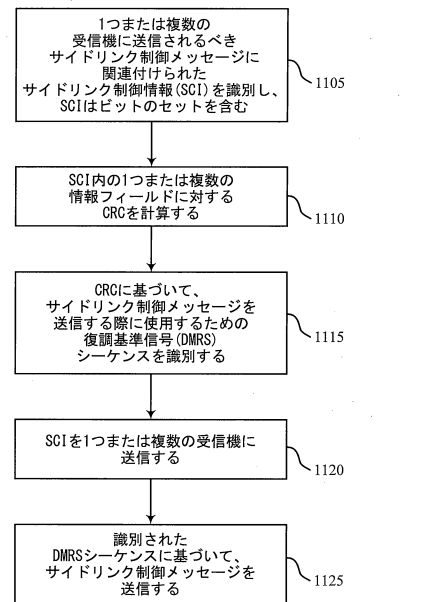 1つまたは複数の
受信機に送信されるべき
サイドリンク制御メッセージに
関連付けられた
サイドリンク制御情報(SCI)を識別し、
SCIはビットのセットを含む
1105
SCI内の1つまたは複数の
情報フィールドに対する
CRCを計算する
1110
CRCに基づいて、
サイドリンク制御メッセージを
送信する際に使用するための
復調基準信号(DMRS)
シーケンスを識別する
1115
SCIを1つまたは複数の受信機に
送信する
1120
識別された
DMRSシーケンスに基づいて、
サイドリンク制御メッセージを
送信する
1125